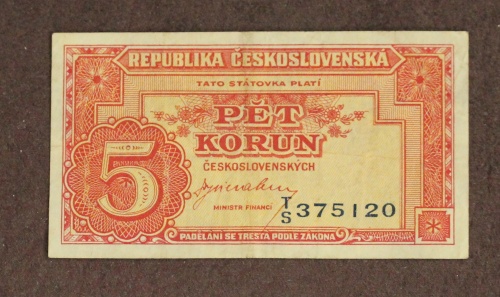 REPUBLIKA ČESKOSLOVENSKÁ
TATO STÁTOVKA PLATÍ
PĚT
KORUN
ČESKOSLOVENSKÝCH
5
MINISTR FINANCÍ
T/S 375120
PADĚLÁNÍ SE TRESTÁ PODLE ZÁKONA